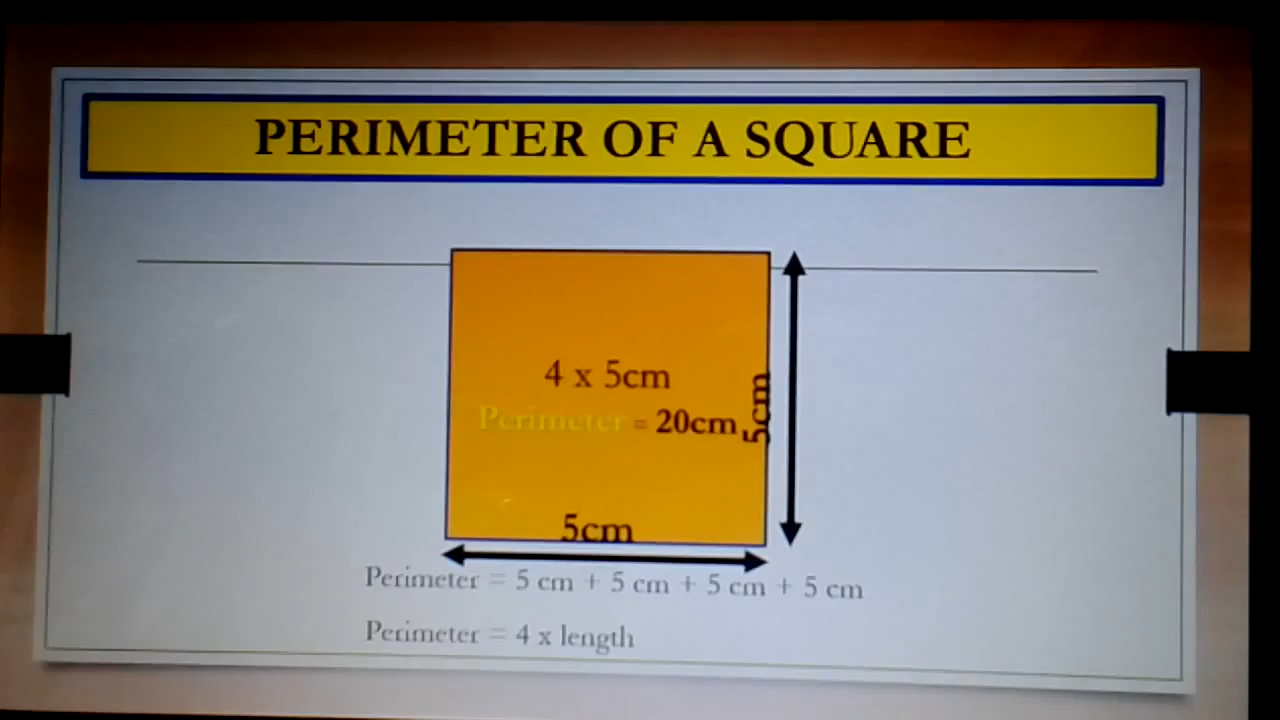 PERIMETER OF A SQUARE
4 x 5cm
Perimeter = 20cm
5cm
5cm
Perimeter = 5 cm + 5 cm + 5 cm + 5 cm
Perimeter = 4 x length